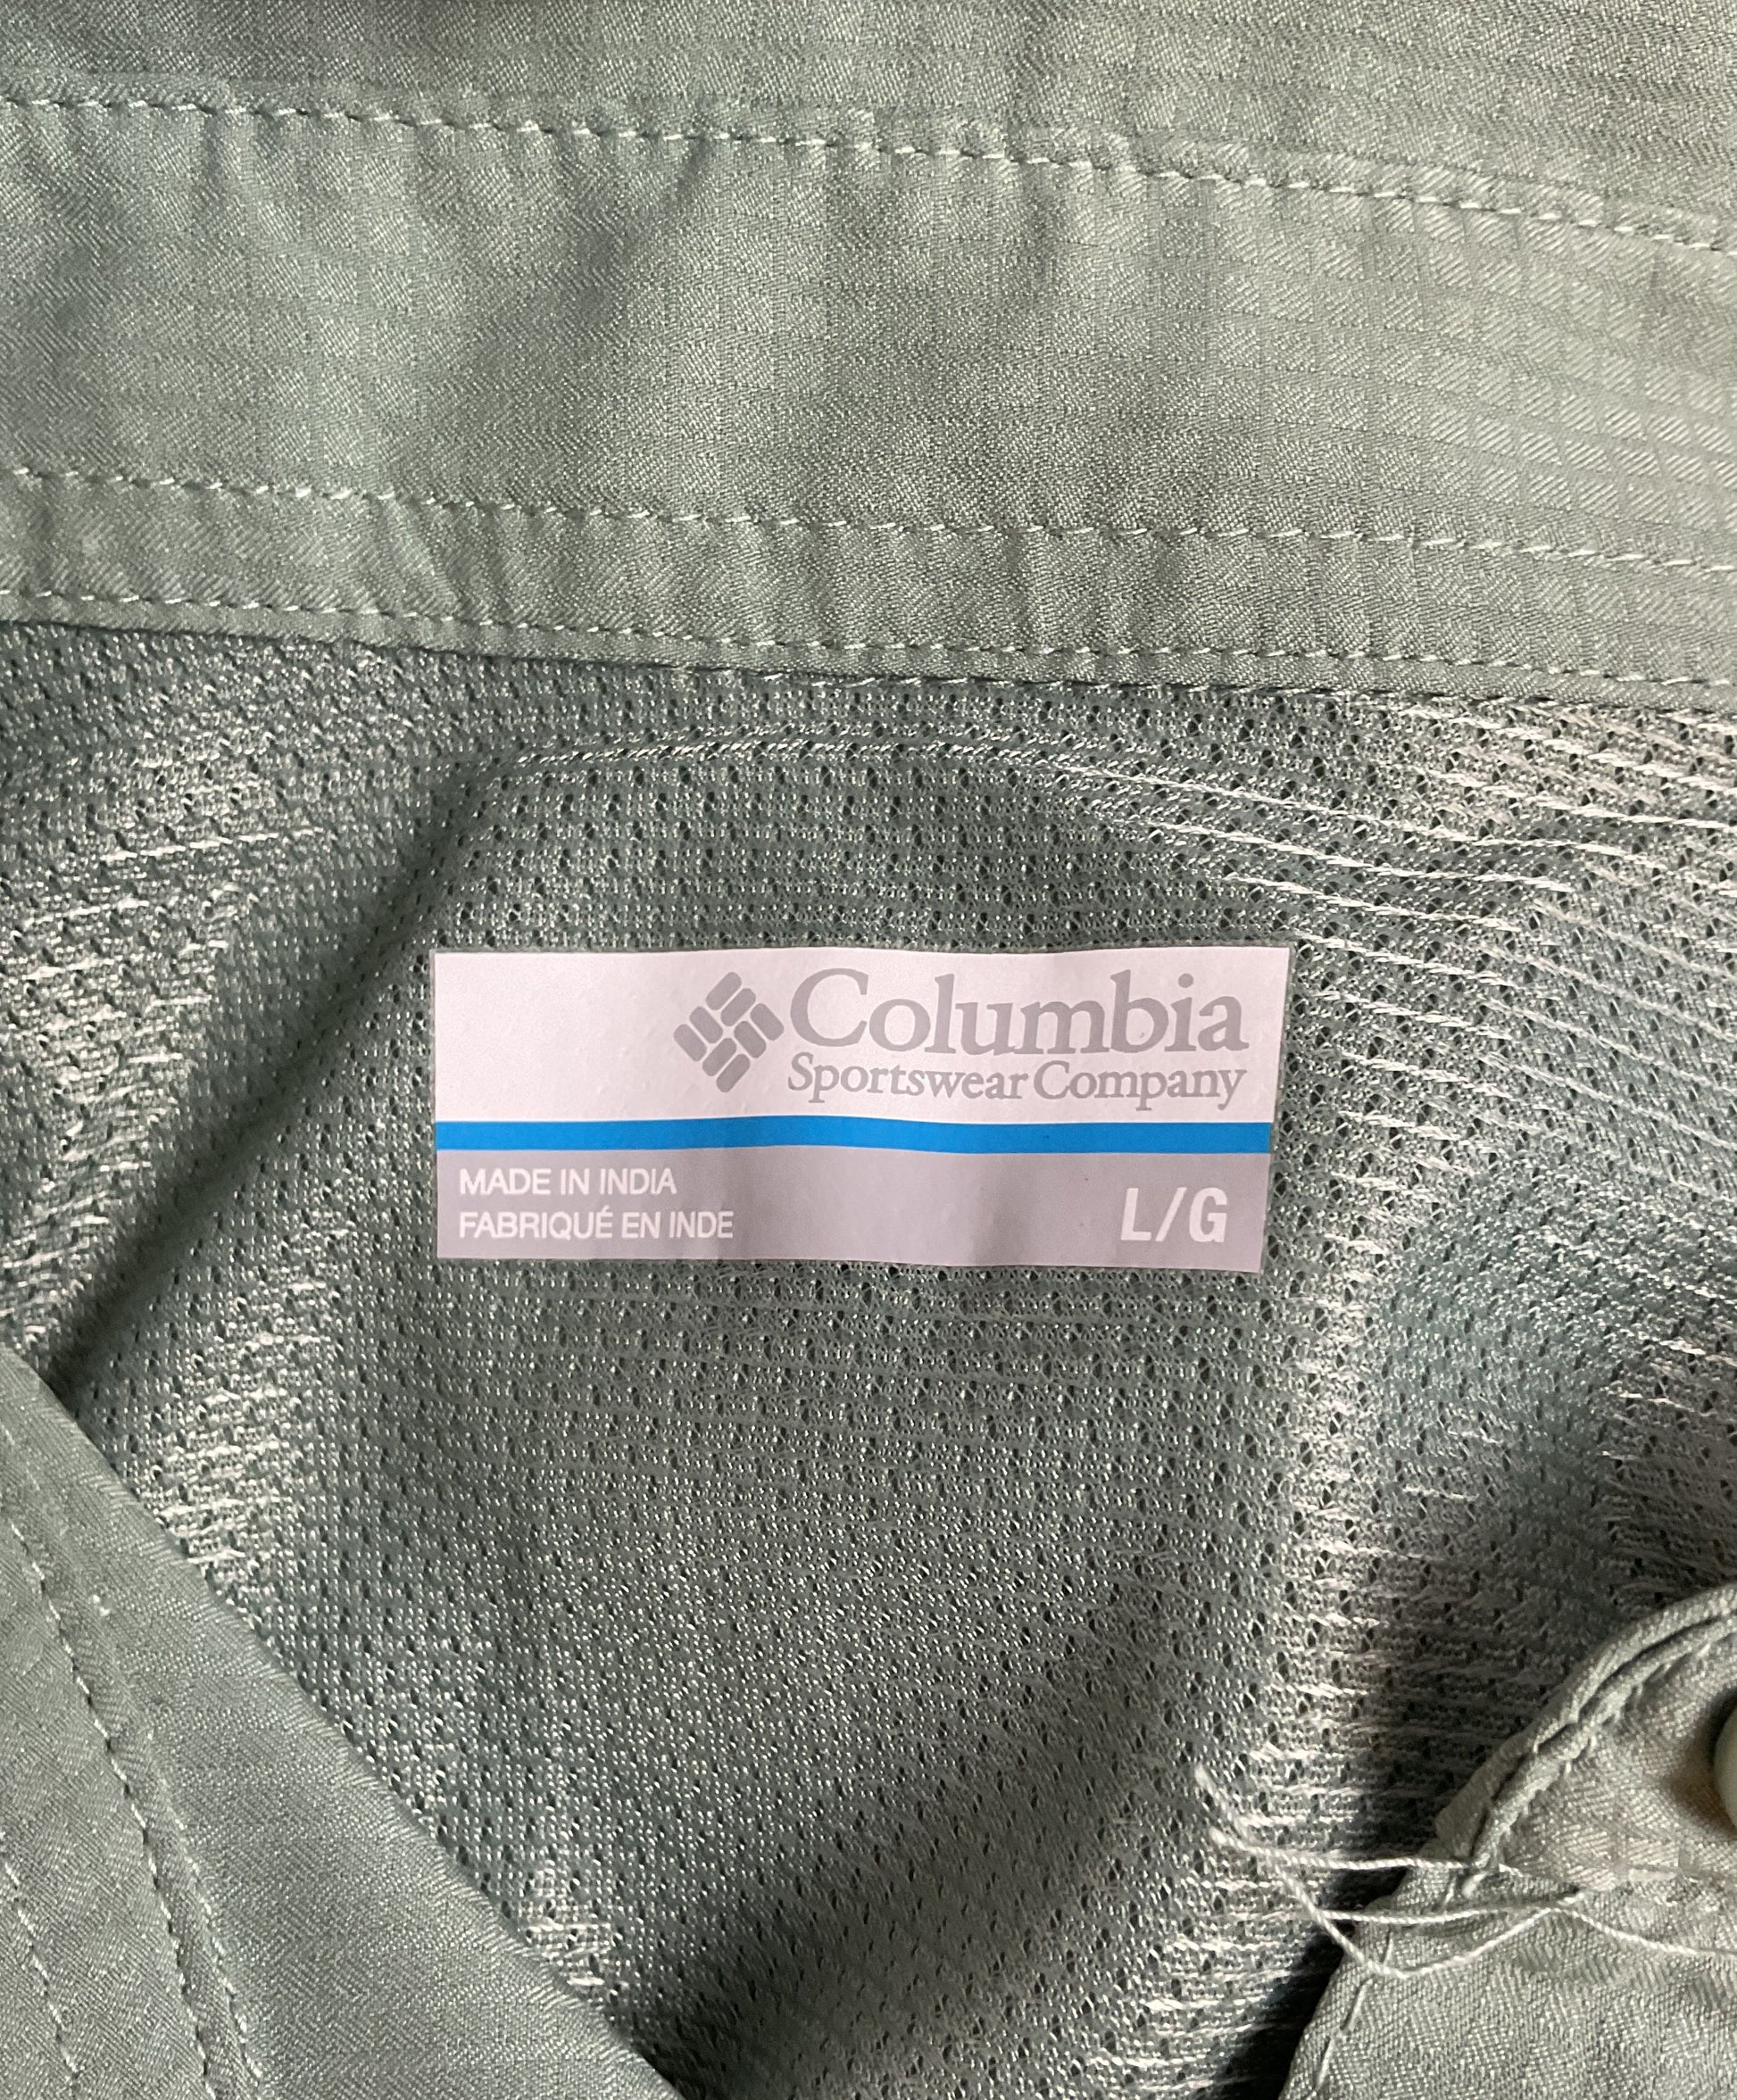 Columbia
Sportswear Company
MADE IN INDIA
FABRIQUÉ EN INDE
L/G